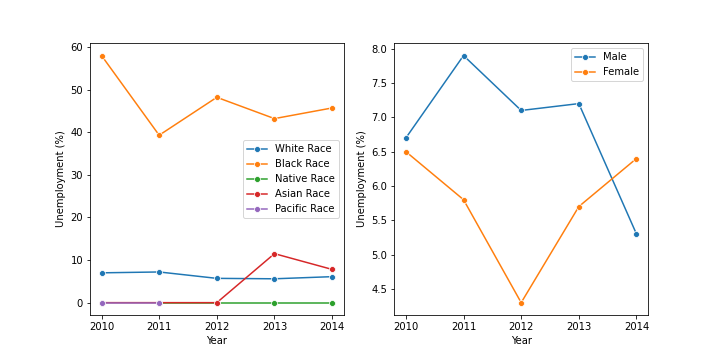 60
50
40
30
20
10
0
Unemployment (%)
White Race
Black Race
Native Race
Asian Race
Pacific Race
2010 2011 2012 2013 2014
Year
8.0
7.5
7.0
6.5
6.0
5.5
5.0
4.5
Unemployment (%)
Male
Female
2010 2011 2012 2013 2014
Year